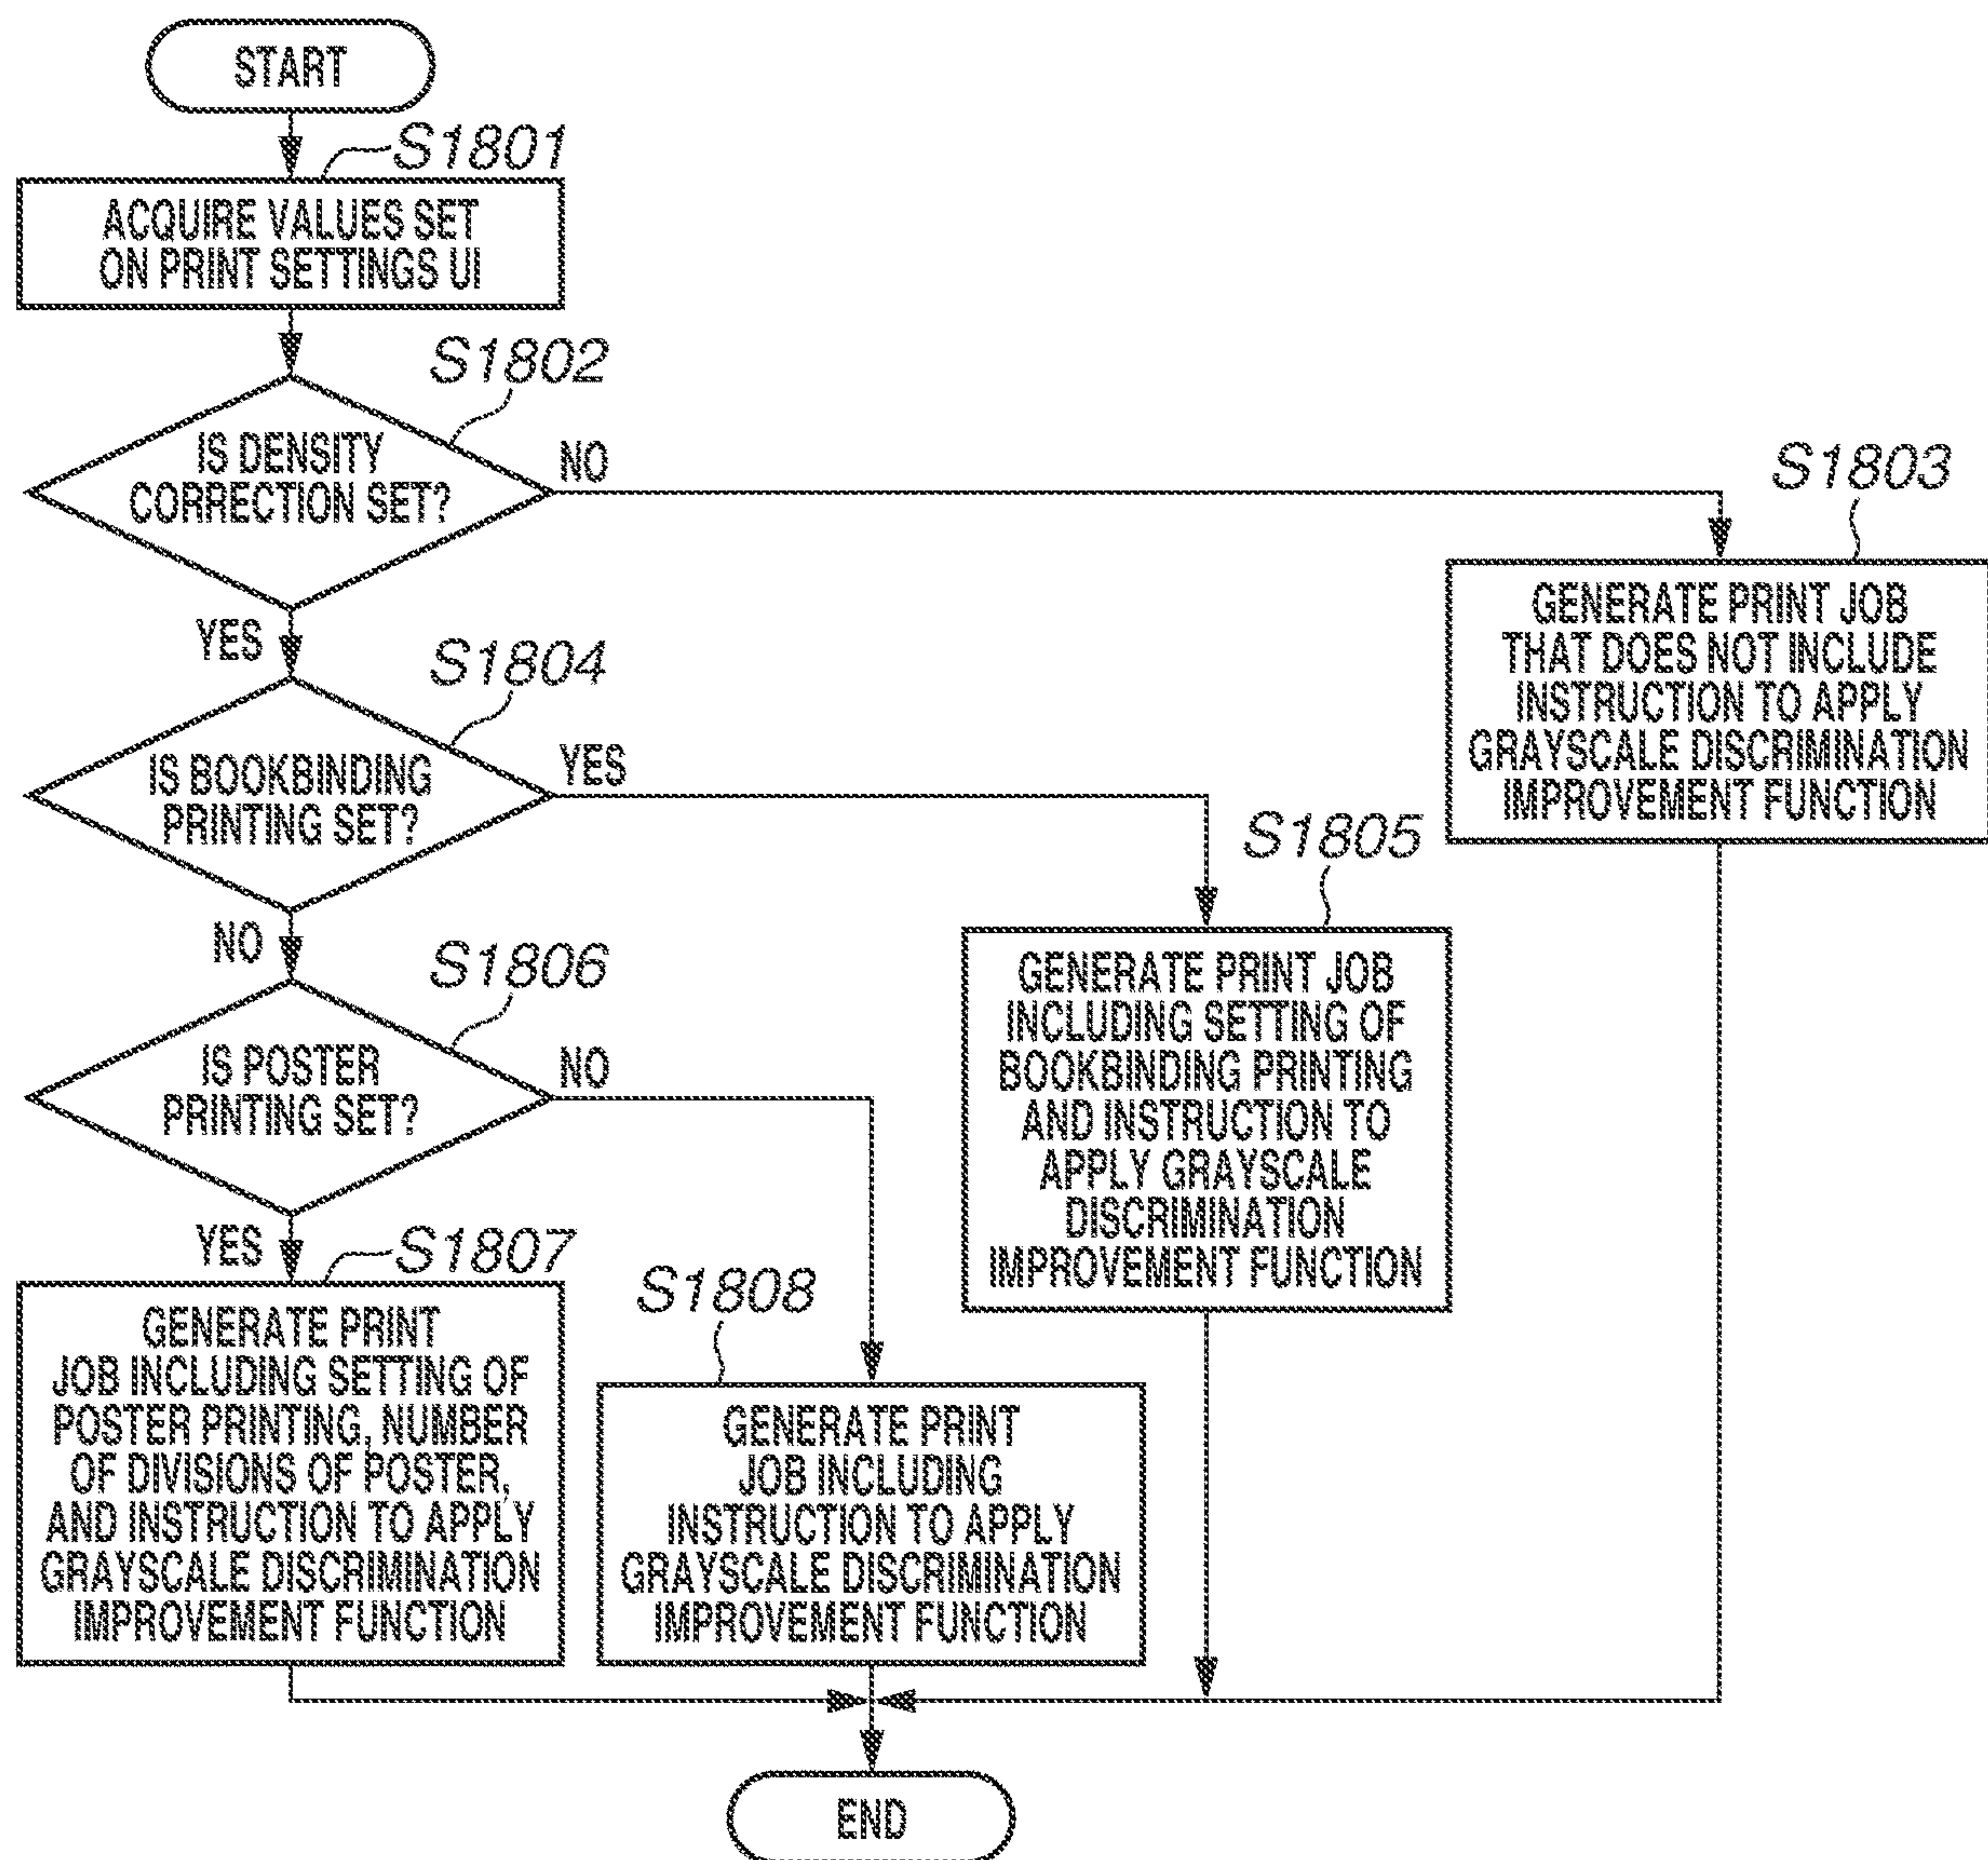 START
S1801
ACQUIRE VALUES SET
ON PRINT SETTINGS UI
S1802
IS DENSITY
CORRECTION SET?
NO
YES
S1803
GENERATE PRINT JOB
THAT DOES NOT INCLUDE
INSTRUCTION TO APPLY
GRAYSCALE DISCRIMINATION
IMPROVEMENT FUNCTION
S1804
IS BOOKBINDING
PRINTING SET?
YES
NO
S1805
GENERATE PRINT JOB
INCLUDING SETTING OF
BOOKBINDING PRINTING
AND INSTRUCTION TO
APPLY GRAYSCALE
DISCRIMINATION
IMPROVEMENT FUNCTION
S1806
IS POSTER
PRINTING SET?
NO
YES
S1807
GENERATE PRINT
JOB INCLUDING SETTING OF
POSTER PRINTING, NUMBER
OF DIVISIONS OF POSTER,
AND INSTRUCTION TO APPLY
GRAYSCALE DISCRIMINATION
IMPROVEMENT FUNCTION
S1808
GENERATE PRINT
JOB INCLUDING
INSTRUCTION TO APPLY
GRAYSCALE DISCRIMINATION
IMPROVEMENT FUNCTION
END